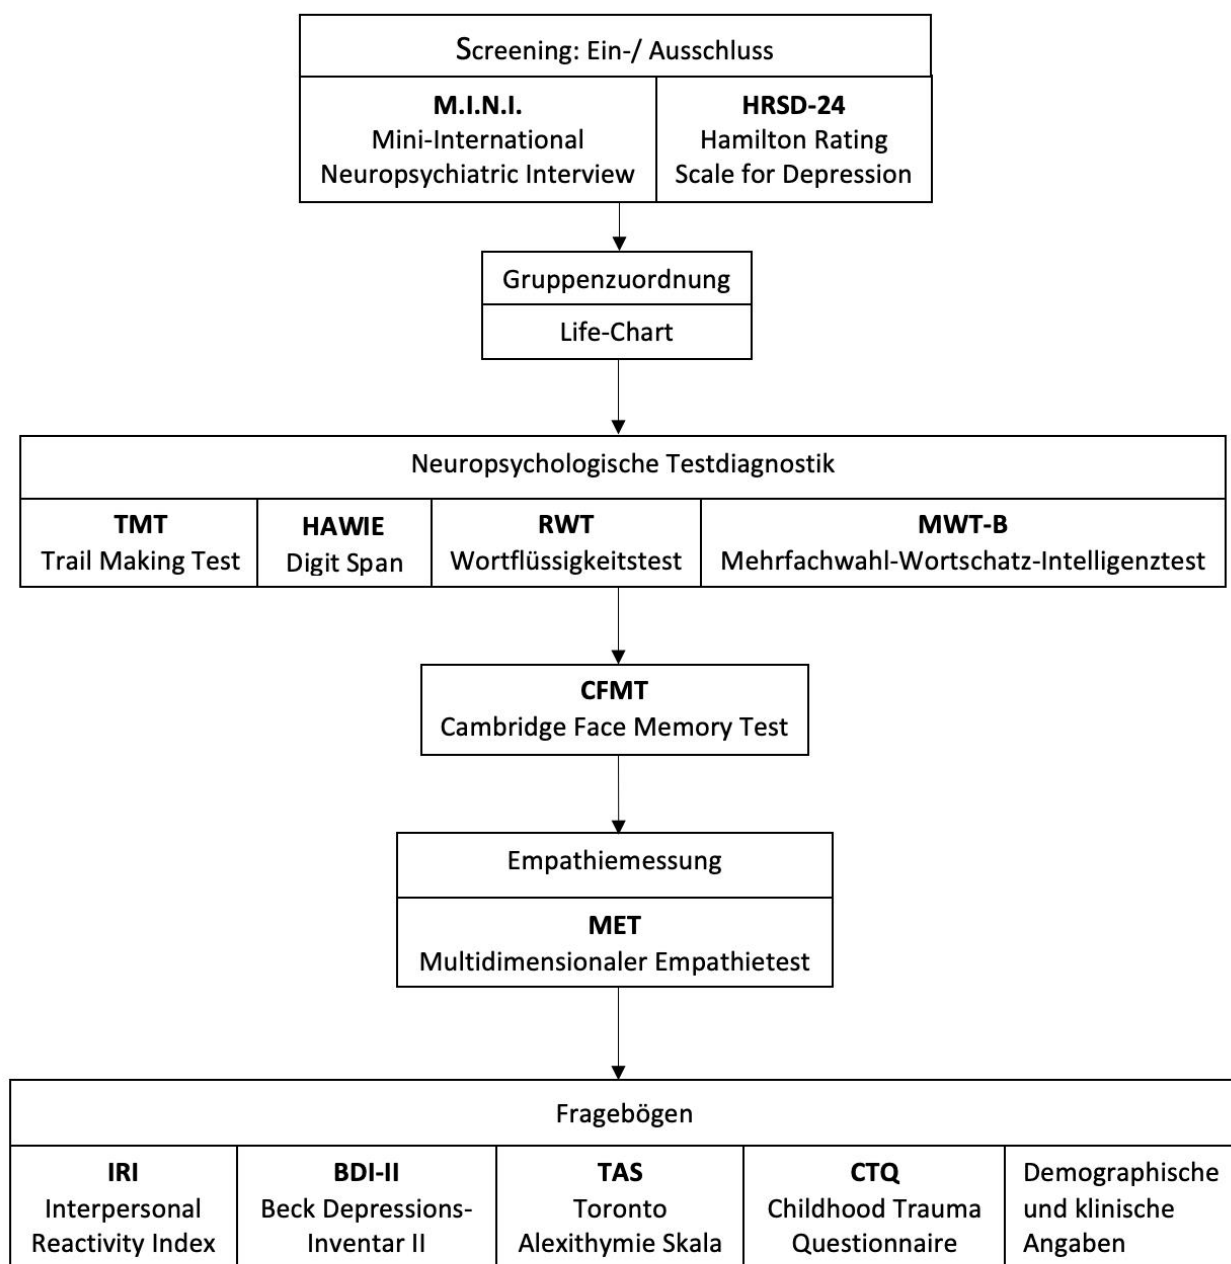 Screening: Ein-/ Ausschluss
M.I.N.I.
Mini-International
Neuropsychiatric Interview
HRSD-24
Hamilton Rating
Scale for Depression
Gruppenzuordnung
Life-Chart
Neuropsychologische Testdiagnostik
TMT
Trail Making Test
HAWIE
Digit Span
RWT
Wortflüssigkeitstest
MWT-B
Mehrfachwahl-Wortschatz-Intelligenztest
CFMT
Cambridge Face Memory Test
Empathiemessung
MET
Multidimensionaler Empathietest
Fragebögen
IRI
Interpersonal
Reactivity Index
BDI-II
Beck Depressions-
Inventar II
TAS
Toronto
Alexithymie Skala
CTQ
Childhood Trauma
Questionnaire
Demographische
und klinische
Angaben